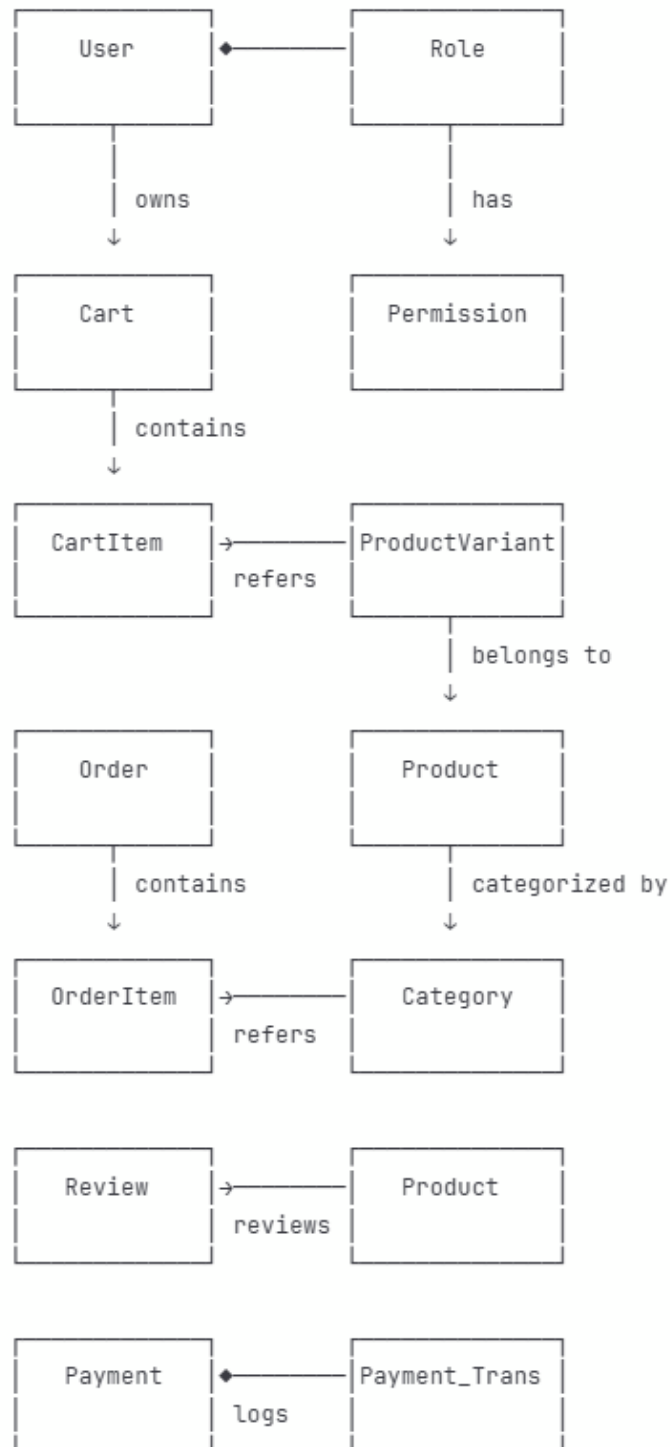 User Role
owns has
Cart Permission
contains
CartItem ProductVariant
refers
belongs to
Order Product
contains categorized by
OrderItem Category
refers
Review Product
reviews
Payment Payment_Trans
logs